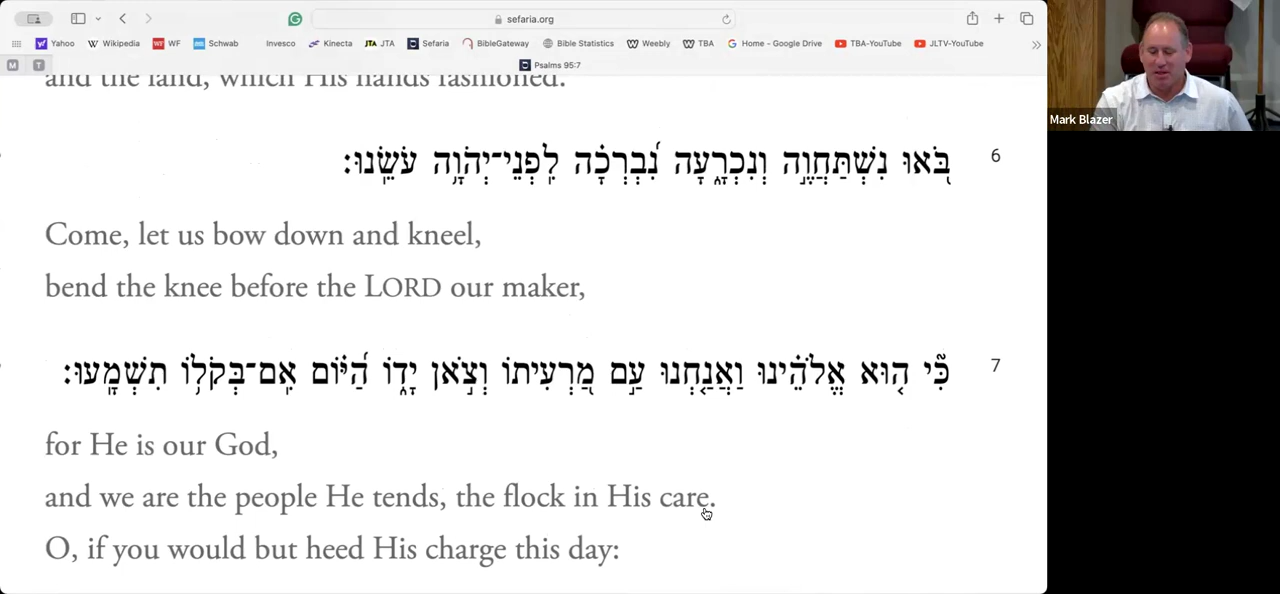 sefaria.org
Yahoo Wikipedia WF Schwab Invesco Kinecta JTA Sefaria BibleGateway Bible Statistics Weebly TBA Home - Google Drive TBA-YouTube JLTV-YouTube
M T Psalms 95:7
and the land, which His hands fashioned.
בֹּ֭אוּ נִשְׁתַּחֲוֶ֣ה וְנִכְרָ֑עָה נִ֝בְרְכָ֗ה לִֽפְנֵי־יְהֹוָ֥ה עֹשֵֽׂנוּ׃ 6
Come, let us bow down and kneel,
bend the knee before the LORD our maker,
כִּ֘י ה֤וּא אֱלֹהֵ֗ינוּ וַאֲנַ֤חְנוּ עַ֣ם מַ֭רְעִיתוֹ וְצֹ֣אן יָד֑וֹ הַ֝יּ֗וֹם אִֽם־בְּקֹל֥וֹ תִשְׁמָֽעוּ׃ 7
for He is our God,
and we are the people He tends, the flock in His care.
O, if you would but heed His charge this day:
Mark Blazer